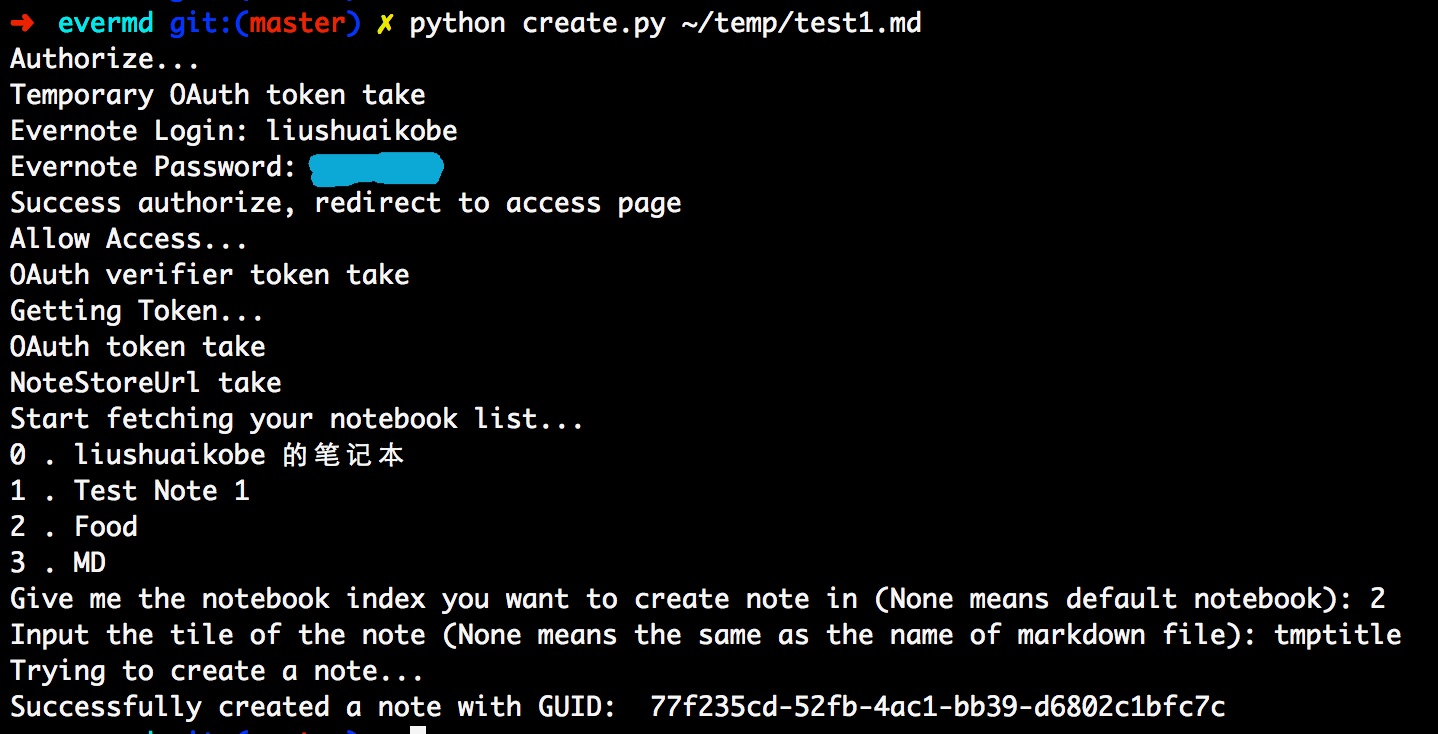 ➜ evermd git:(master) ✗ python create.py ~/temp/test1.md
Authorize...
Temporary OAuth token take
Evernote Login: liushuaikobe
Evernote Password:
Success authorize, redirect to access page
Allow Access...
OAuth verifier token take
Getting Token...
OAuth token take
NoteStoreUrl take
Start fetching your notebook list...
0 . liushuaikobe 的笔记本
1 . Test Note 1
2 . Food
3 . MD
Give me the notebook index you want to create note in (None means default notebook): 2
Input the tile of the note (None means the same as the name of markdown file): tmptitle
Trying to create a note...
Successfully created a note with GUID:  77f235cd-52fb-4ac1-bb39-d6802c1bfc7c